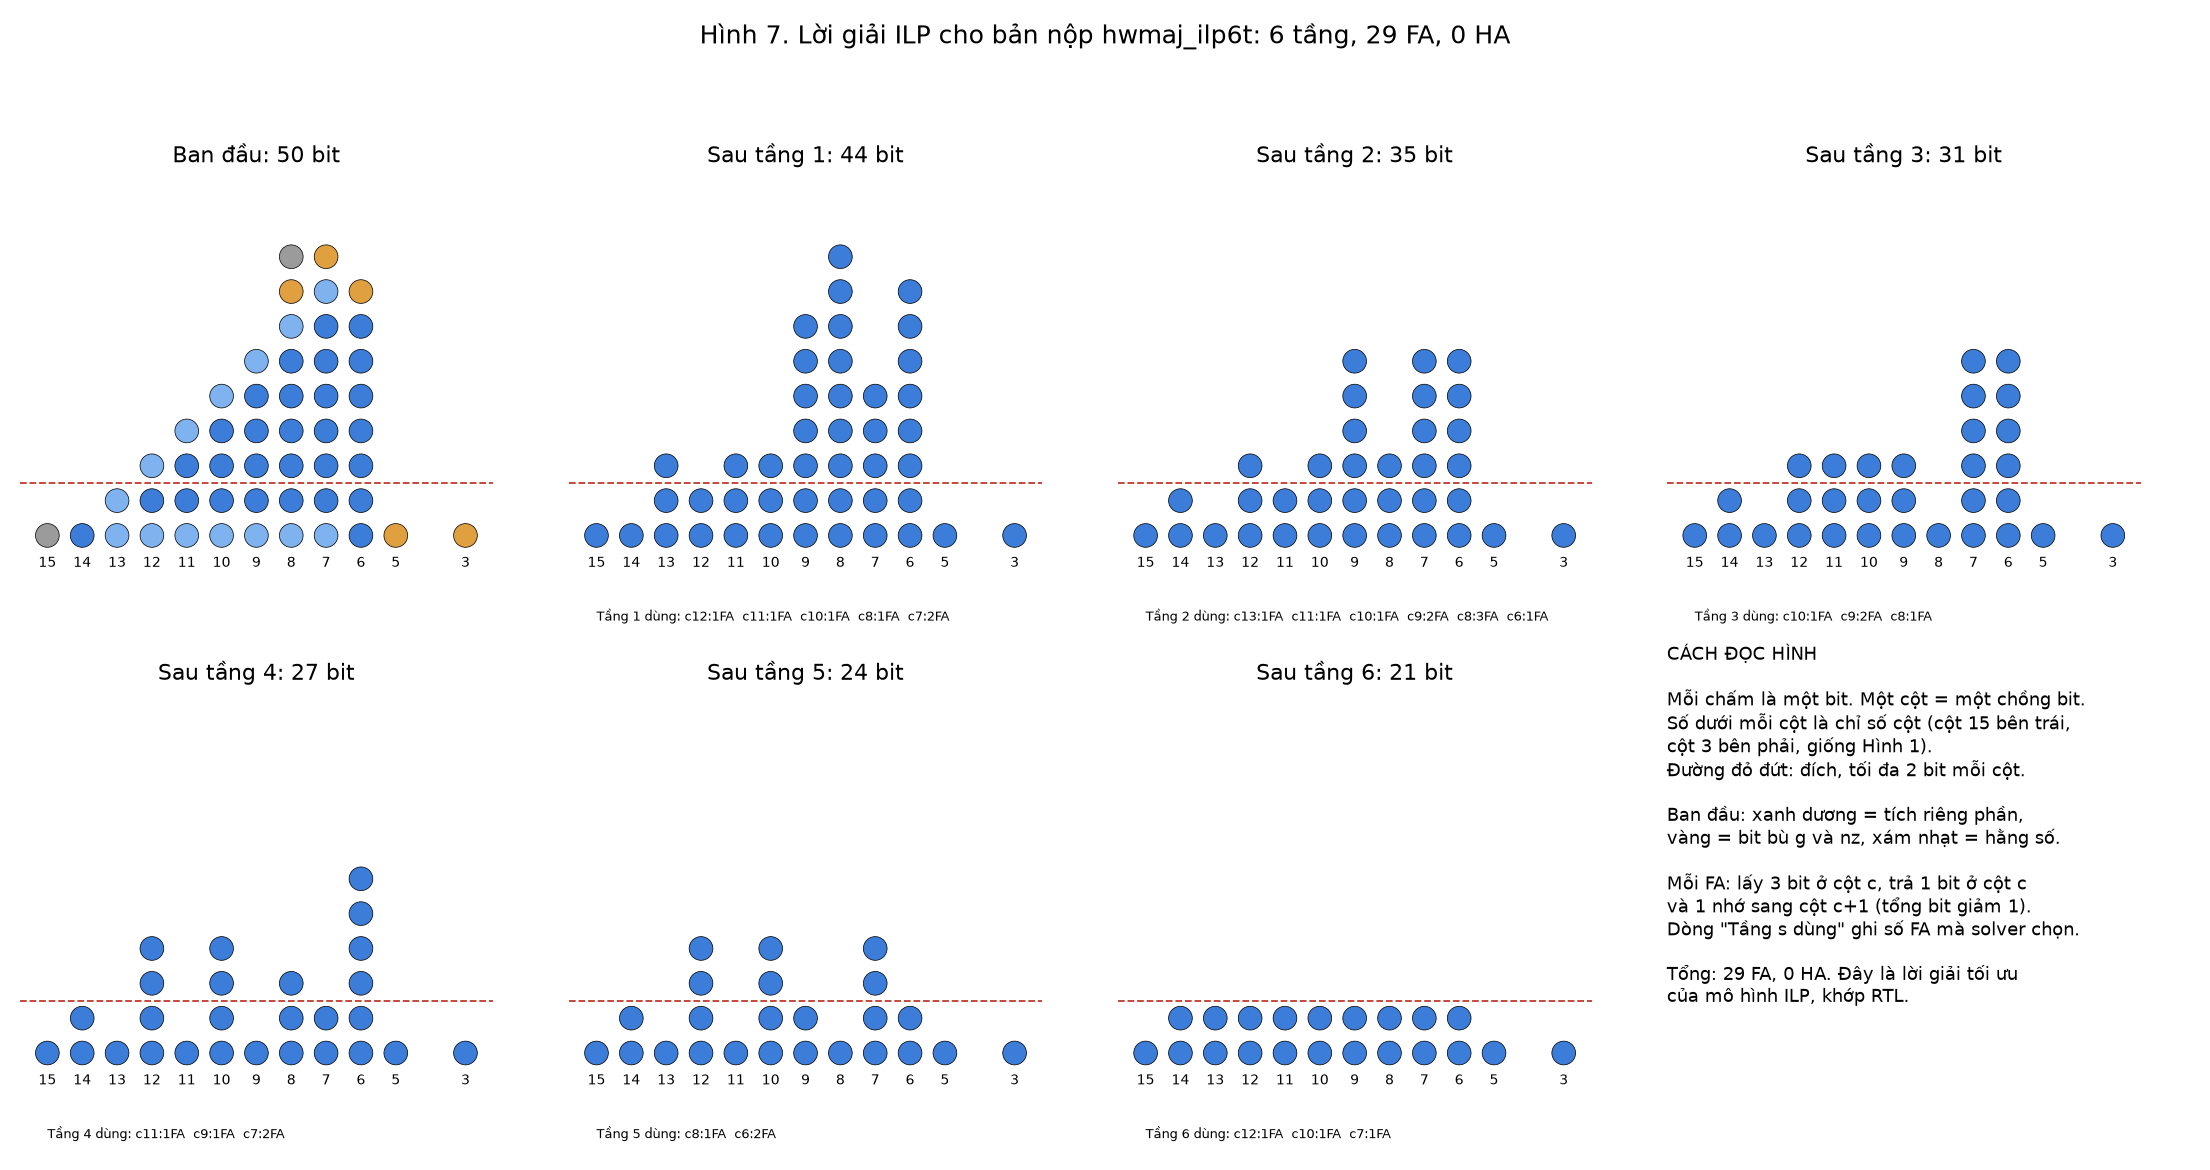 Hình 7. Lời giải ILP cho bản nộp hwmaj_ilp6t: 6 tầng, 29 FA, 0 HA
Ban đầu: 50 bit
15 14 13 12 11 10 9 8 7 6 5 3
Sau tầng 1: 44 bit
15 14 13 12 11 10 9 8 7 6 5 3
Tầng 1 dùng: c12:1FA c11:1FA c10:1FA c8:1FA c7:2FA
Sau tầng 2: 35 bit
15 14 13 12 11 10 9 8 7 6 5 3
Tầng 2 dùng: c13:1FA c11:1FA c10:1FA c9:2FA c8:3FA c6:1FA
Sau tầng 3: 31 bit
15 14 13 12 11 10 9 8 7 6 5 3
Tầng 3 dùng: c10:1FA c9:2FA c8:1FA
Sau tầng 4: 27 bit
15 14 13 12 11 10 9 8 7 6 5 3
Tầng 4 dùng: c11:1FA c9:1FA c7:2FA
Sau tầng 5: 24 bit
15 14 13 12 11 10 9 8 7 6 5 3
Tầng 5 dùng: c8:1FA c6:2FA
Sau tầng 6: 21 bit
15 14 13 12 11 10 9 8 7 6 5 3
Tầng 6 dùng: c12:1FA c10:1FA c7:1FA
CÁCH ĐỌC HÌNH
Mỗi chấm là một bit. Một cột = một chồng bit.
Số dưới mỗi cột là chỉ số cột (cột 15 bên trái,
cột 3 bên phải, giống Hình 1).
Đường đỏ đứt: đích, tối đa 2 bit mỗi cột.
Ban đầu: xanh dương = tích riêng phần,
vàng = bit bù g và nz, xám nhạt = hằng số.
Mỗi FA: lấy 3 bit ở cột c, trả 1 bit ở cột c
và 1 nhớ sang cột c+1 (tổng bit giảm 1).
Dòng "Tầng s dùng" ghi số FA mà solver chọn.
Tổng: 29 FA, 0 HA. Đây là lời giải tối ưu
của mô hình ILP, khớp RTL.